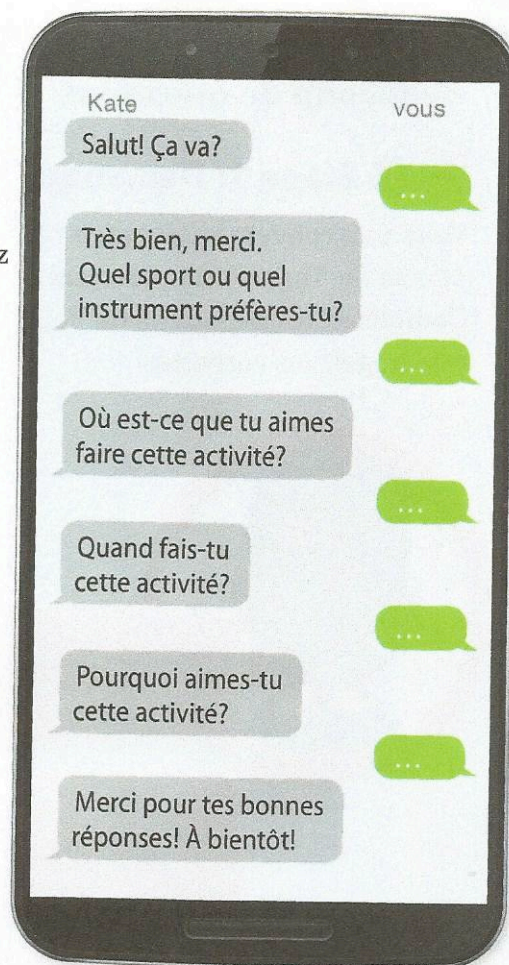 Kate
vous
Salut! Ça va?
...
Très bien, merci.
Quel sport ou quel
instrument préfères-tu?
...
Où est-ce que tu aimes
faire cette activité?
...
Quand fais-tu
cette activité?
...
Pourquoi aimes-tu
cette activité?
...
Merci pour tes bonnes
réponses! À bientôt!